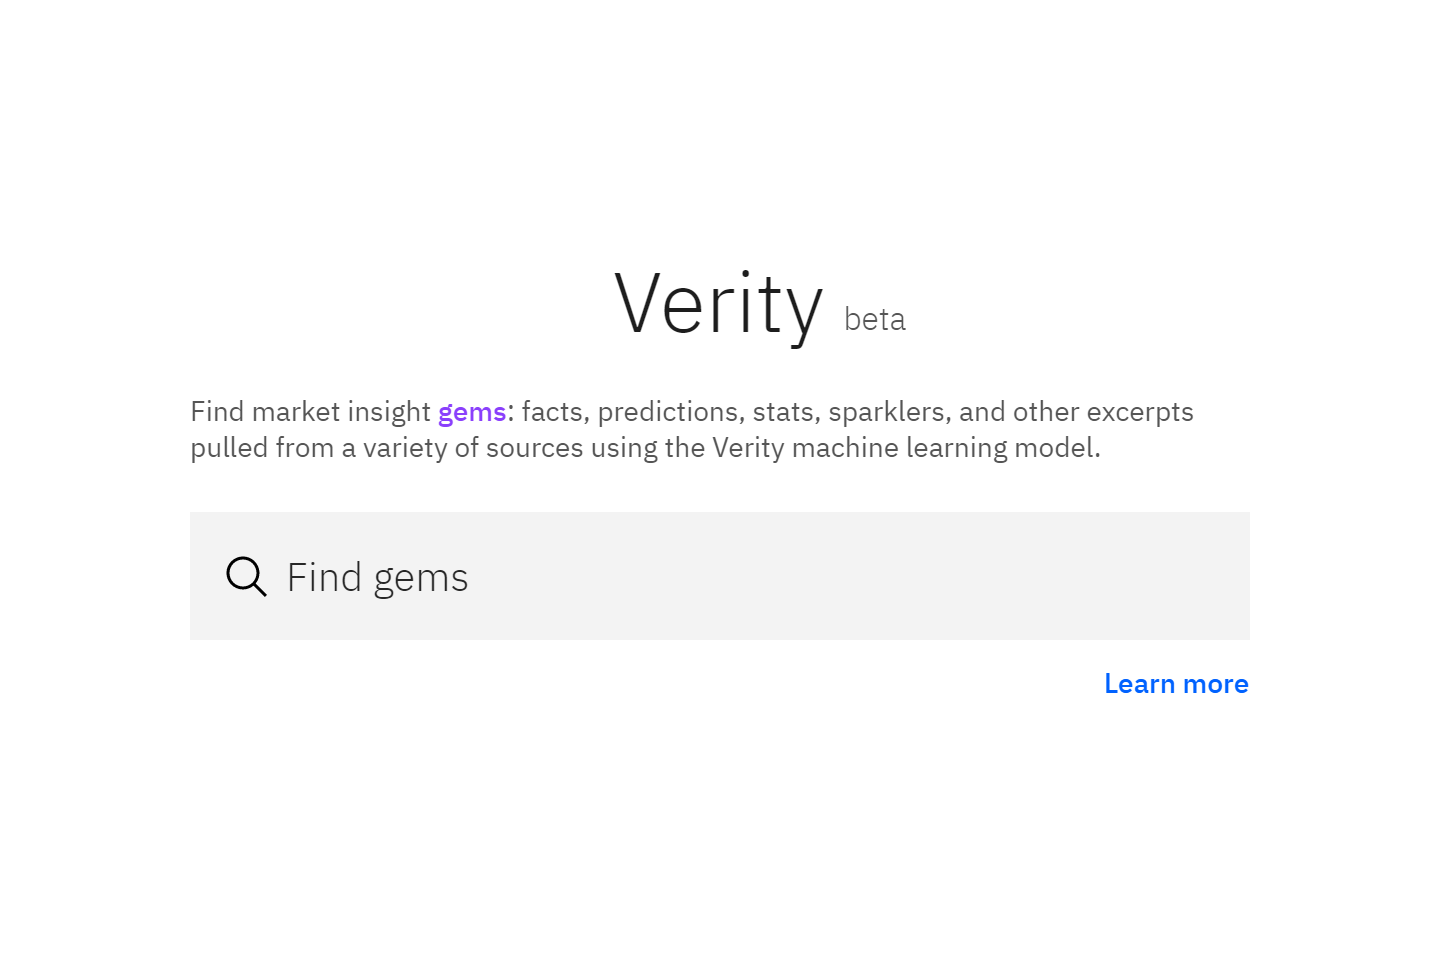 Verity beta
Find market insight gems: facts, predictions, stats, sparklers, and other excerpts
pulled from a variety of sources using the Verity machine learning model.
Find gems
Learn more